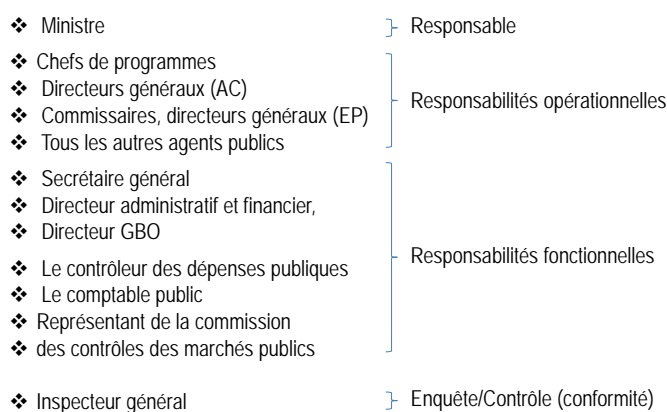 ❖ Ministre
Responsable
❖ Chefs de programmes
❖ Directeurs généraux (AC)
❖ Commissaires, directeurs généraux (EP)
❖ Tous les autres agents publics
Responsabilités opérationnelles
❖ Secrétaire général
❖ Directeur administratif et financier,
❖ Directeur GBO
❖ Le contrôleur des dépenses publiques
❖ Le comptable public
❖ Représentant de la commission
❖ des contrôles des marchés publics
Responsabilités fonctionnelles
❖ Inspecteur général
Enquête/Contrôle (conformité)